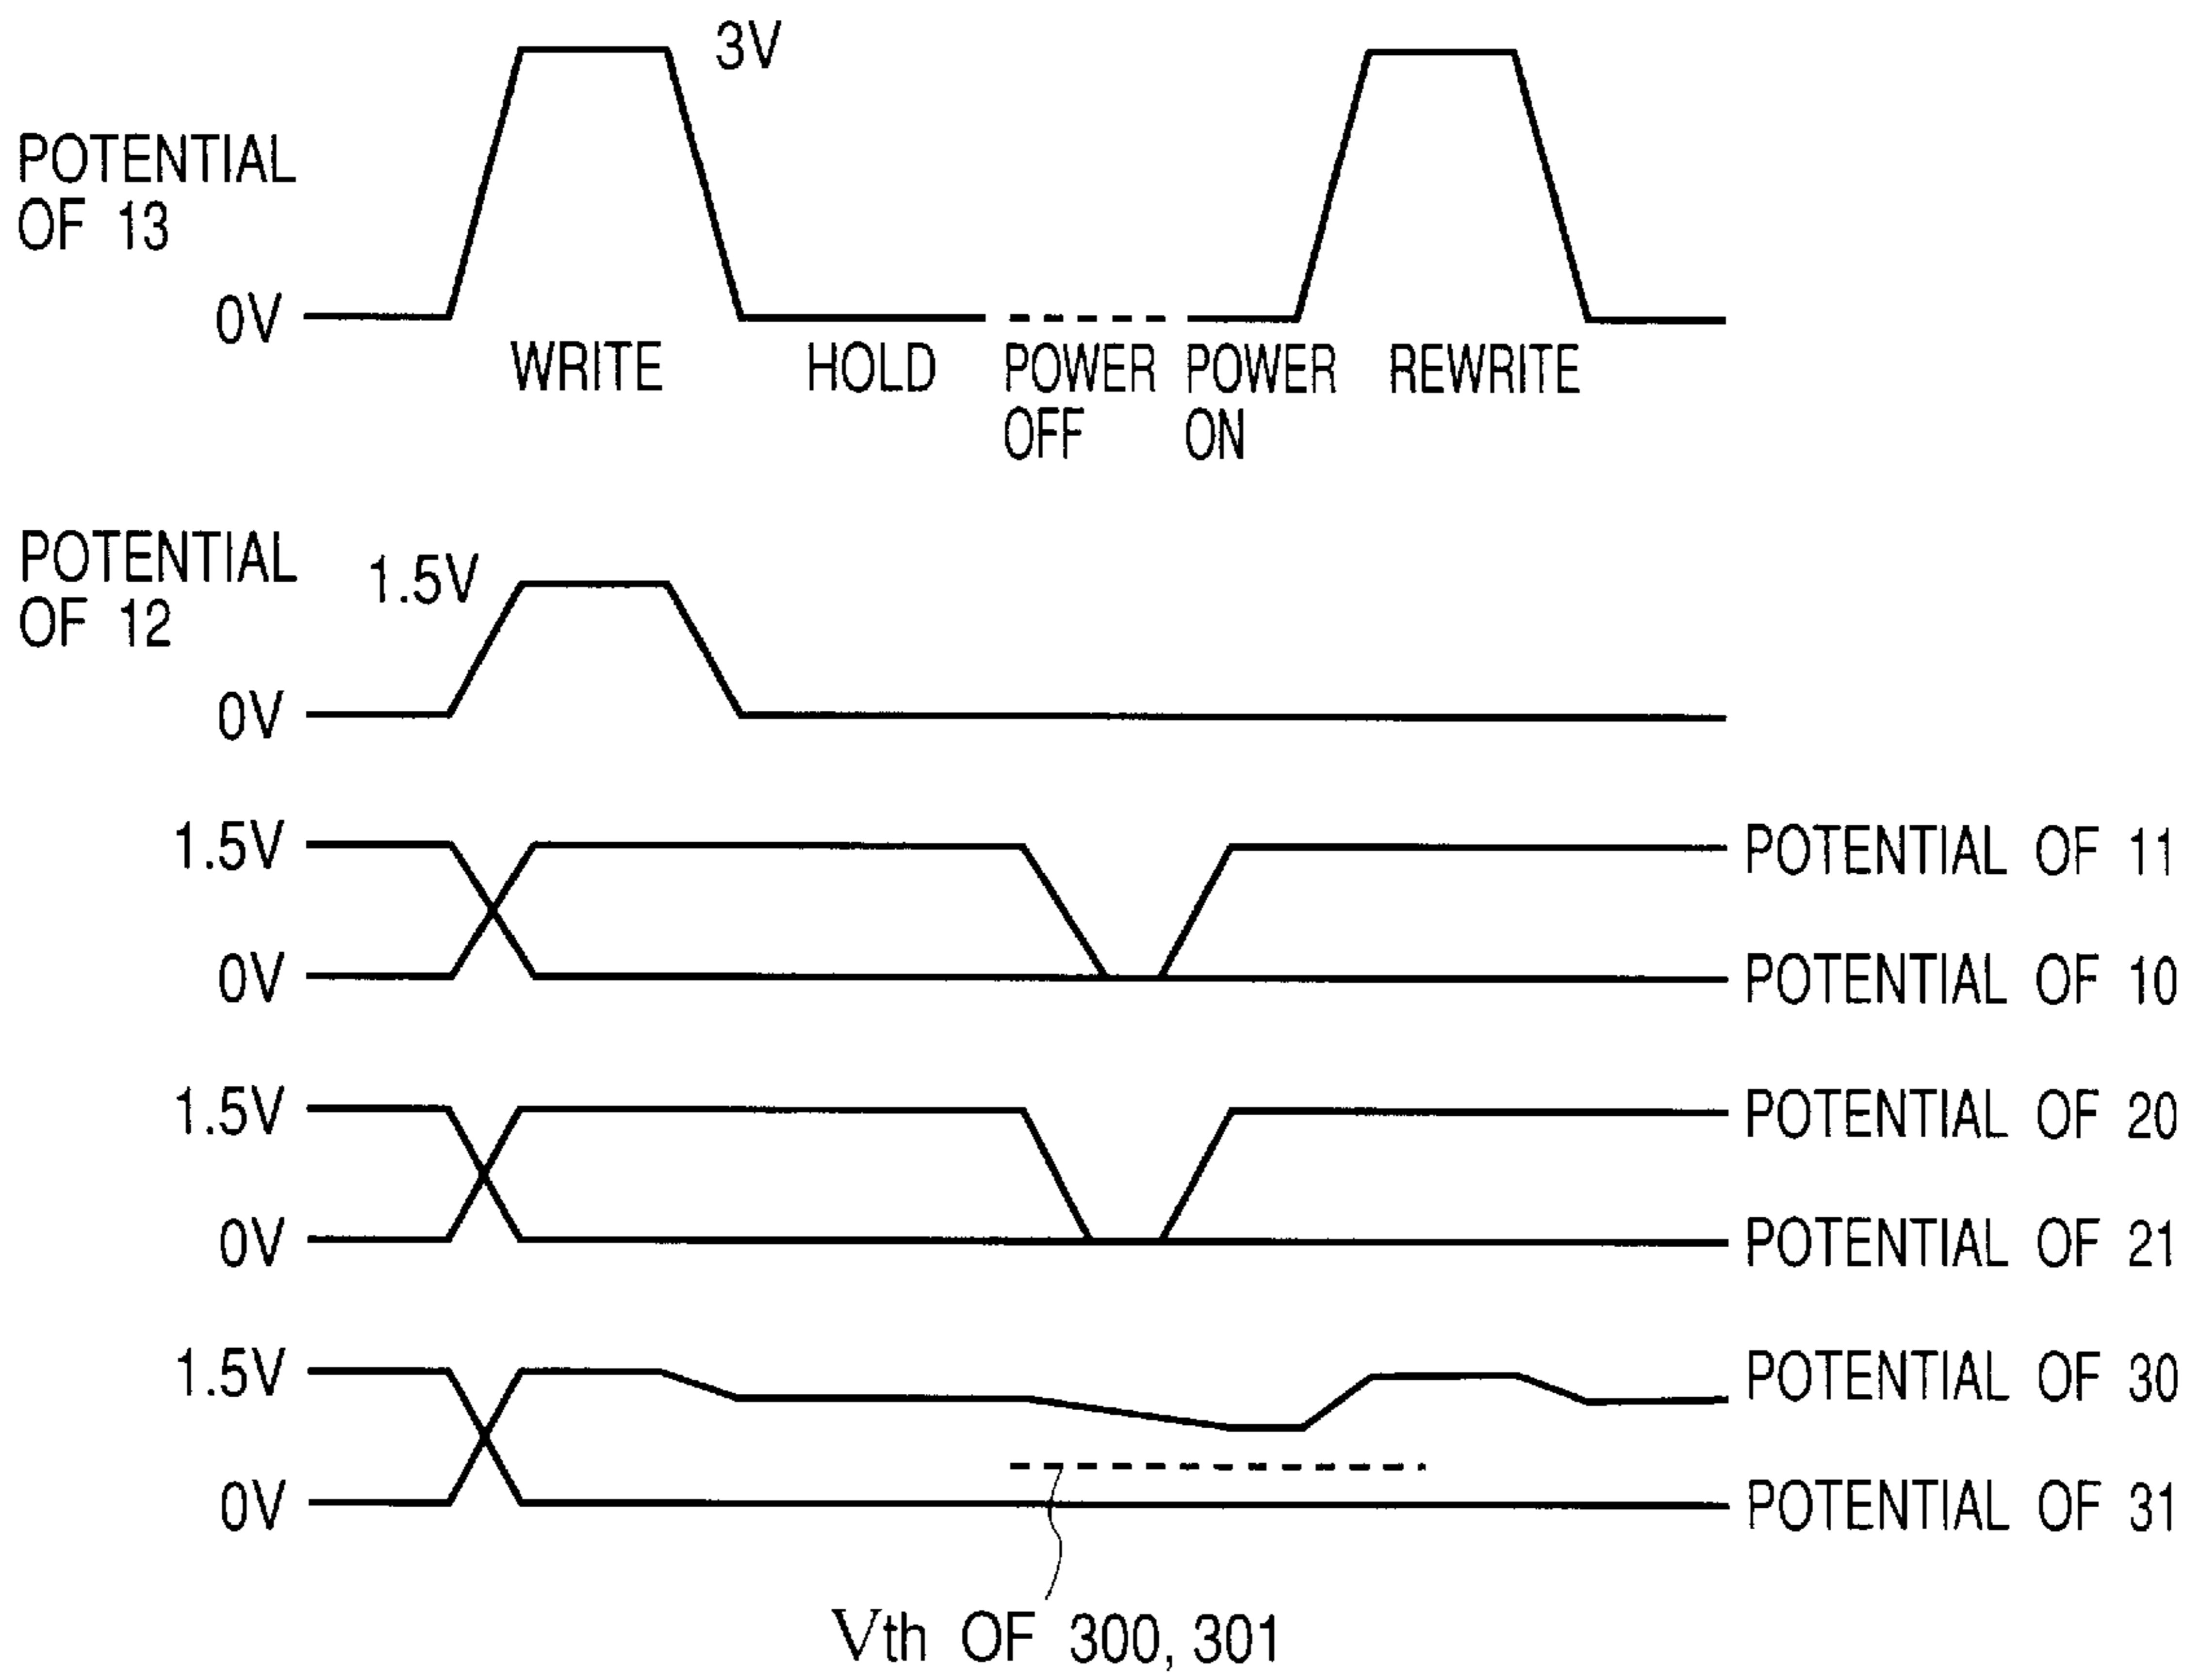 3V
POTENTIAL
OF 13
0V
WRITE HOLD POWER POWER REWRITE
OFF ON
POTENTIAL
OF 12
1.5V
0V
1.5V POTENTIAL OF 11
0V POTENTIAL OF 10
1.5V POTENTIAL OF 20
0V POTENTIAL OF 21
1.5V POTENTIAL OF 30
0V POTENTIAL OF 31
Vth OF 300, 301